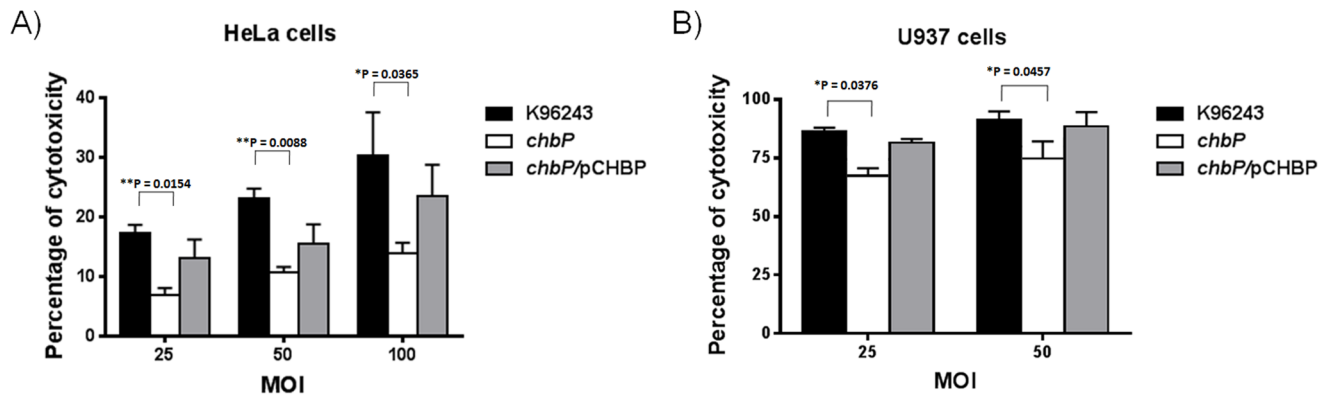 A)
HeLa cells
Percentage of cytotoxicity
40
30
20
10
0
**P = 0.0154
**P = 0.0088
*P = 0.0365
25
50
100
MOI
K96243
chbP
chbP/pCHBP
B)
U937 cells
Percentage of cytotoxicity
100
75
50
25
0
*P = 0.0376
*P = 0.0457
25
50
MOI
K96243
chbP
chbP/pCHBP